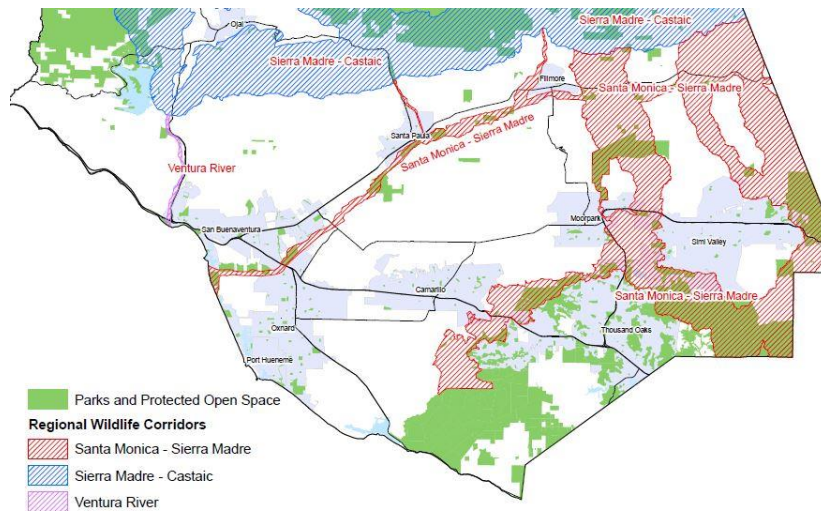 Sierra Madre - Castaic
Ojai
Sierra Madre - Castaic
Fillmore
Santa Monica - Sierra Madre
Santa Paula
Santa Monica - Sierra Madre
Ventura River
Moorpark
San Buenaventura
Simi Valley
Camarillo
Santa Monica - Sierra Madre
Oxnard
Thousand Oaks
Port Hueneme
Parks and Protected Open Space
Regional Wildlife Corridors
Santa Monica - Sierra Madre
Sierra Madre - Castaic
Ventura River